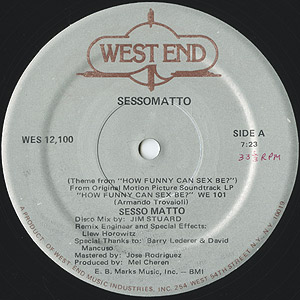 WEST END
SESSOMATTO
WES 12,100
SIDE A
7:23
33⅓ RPM
(Theme from "HOW FUNNY CAN SEX BE?")
From Original Motion Picture Soundtrack LP
"HOW FUNNY CAN SEX BE?" WE 101
(Armando Trovaioli)
SESSO MATTO
Disco Mix by: JIM STUARD
Remix Engineer and Special Effects:
Llew Horowitz
Special Thanks to: Barry Lederer & David
Mancuso.
Mastered by: Jose Rodriguez
Produced by: Mel Cheren
E. B. Marks Music, Inc. — BMI
A PRODUCT OF WEST END MUSIC INDUSTRIES, INC. 254 WEST 54TH STREET, N.Y., N.Y. 10019